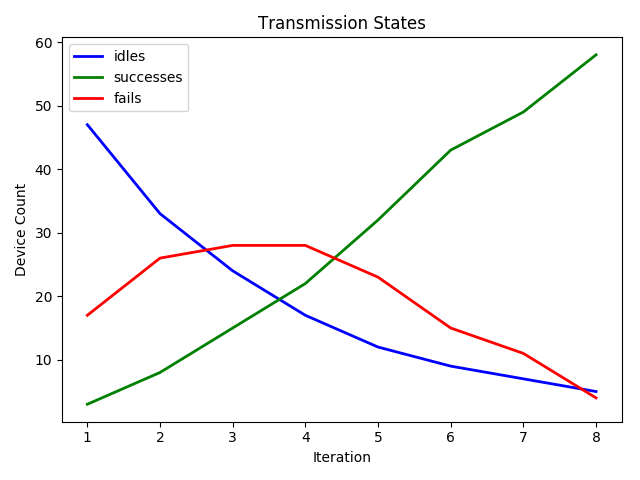 Transmission States
idles
successes
fails
Device Count
60
50
40
30
20
10
1 2 3 4 5 6 7 8
Iteration